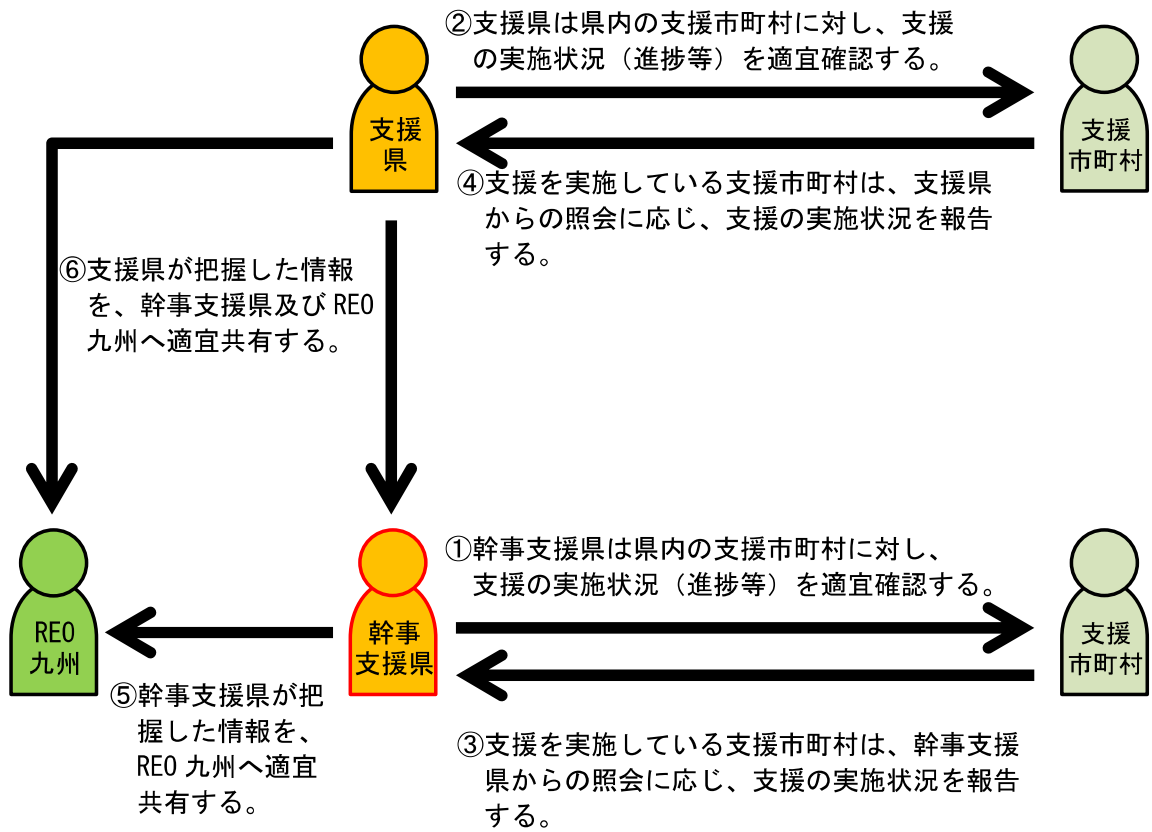 ②支援県は県内の支援市町村に対し、支援
の実施状況（進捗等）を適宜確認する。
支援
県
支援
市町村
④支援を実施している支援市町村は、支援県
からの照会に応じ、支援の実施状況を報告
する。
⑥支援県が把握した情報
を、幹事支援県及び REO
九州へ適宜共有する。
①幹事支援県は県内の支援市町村に対し、
支援の実施状況（進捗等）を適宜確認する。
REO
九州
幹事
支援県
支援
市町村
⑤幹事支援県が把
握した情報を、
REO 九州へ適宜
共有する。
③支援を実施している支援市町村は、幹事支援
県からの照会に応じ、支援の実施状況を報告
する。